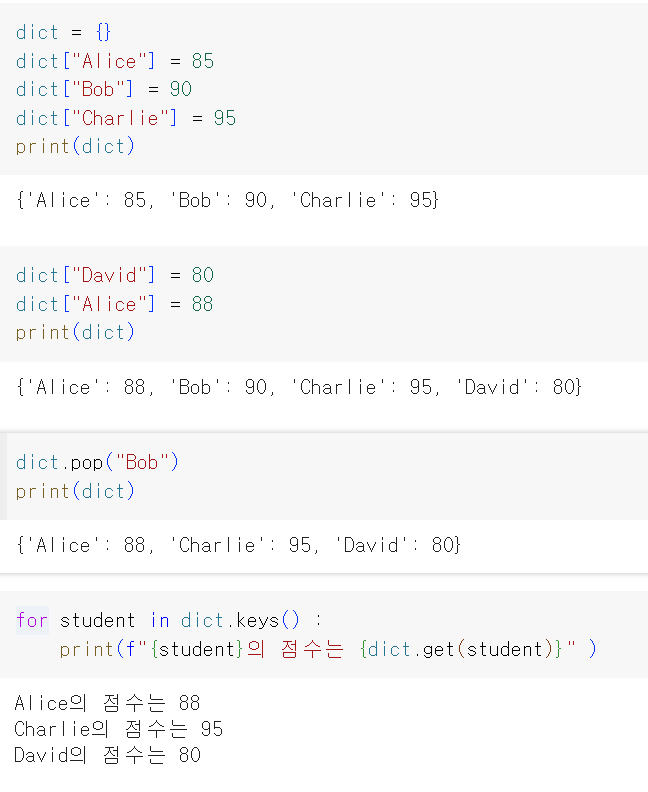 dict = {}
dict["Alice"] = 85
dict["Bob"] = 90
dict["Charlie"] = 95
print(dict)
{'Alice': 85, 'Bob': 90, 'Charlie': 95}
dict["David"] = 80
dict["Alice"] = 88
print(dict)
{'Alice': 88, 'Bob': 90, 'Charlie': 95, 'David': 80}
dict.pop("Bob")
print(dict)
{'Alice': 88, 'Charlie': 95, 'David': 80}
for student in dict.keys() :
    print(f"{student}의 점수는 {dict.get(student)}" )
Alice의 점수는 88
Charlie의 점수는 95
David의 점수는 80